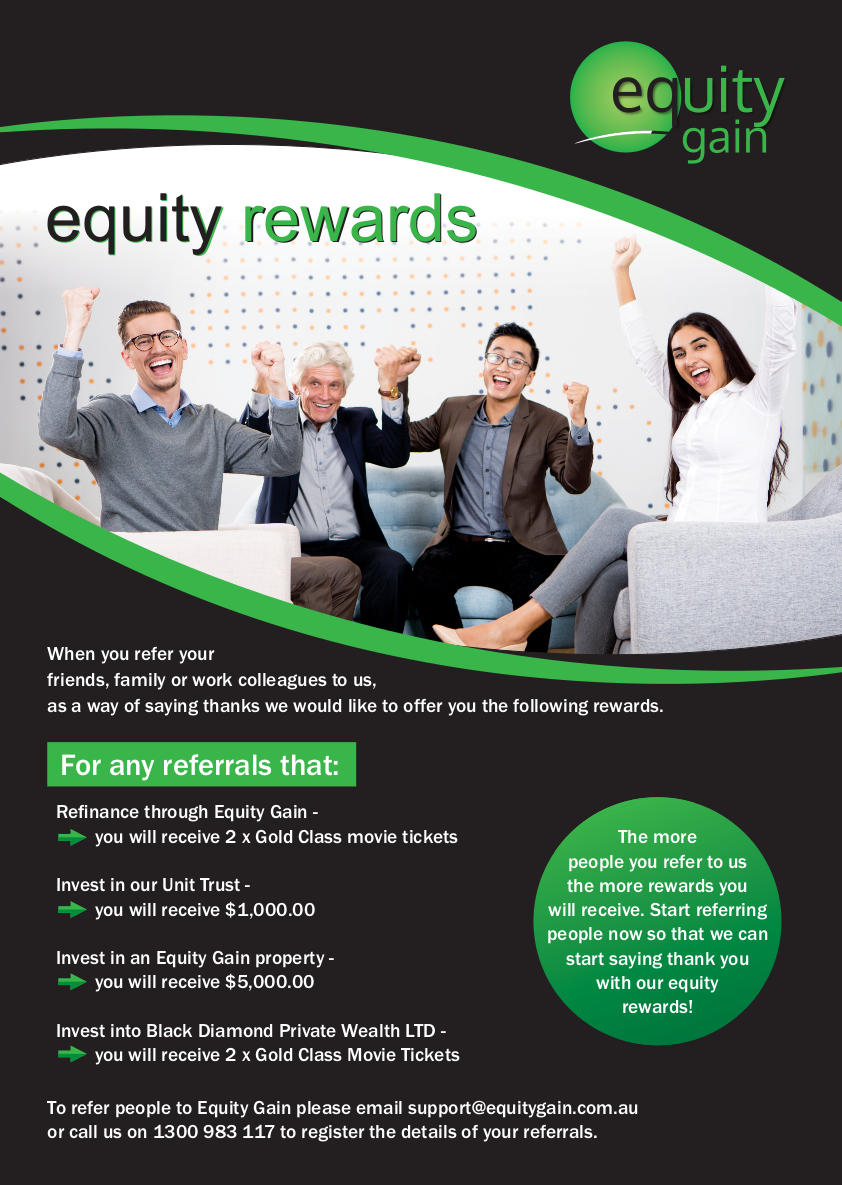 equity
gain
equity rewards
When you refer your
friends, family or work colleagues to us,
as a way of saying thanks we would like to offer you the following rewards.
For any referrals that:
Refinance through Equity Gain -
you will receive 2 x Gold Class movie tickets
Invest in our Unit Trust -
you will receive $1,000.00
Invest in an Equity Gain property -
you will receive $5,000.00
Invest into Black Diamond Private Wealth LTD -
you will receive 2 x Gold Class Movie Tickets
The more
people you refer to us
the more rewards you
will receive. Start referring
people now so that we can
start saying thank you
with our equity
rewards!
To refer people to Equity Gain please email support@equitygain.com.au
or call us on 1300 983 117 to register the details of your referrals.